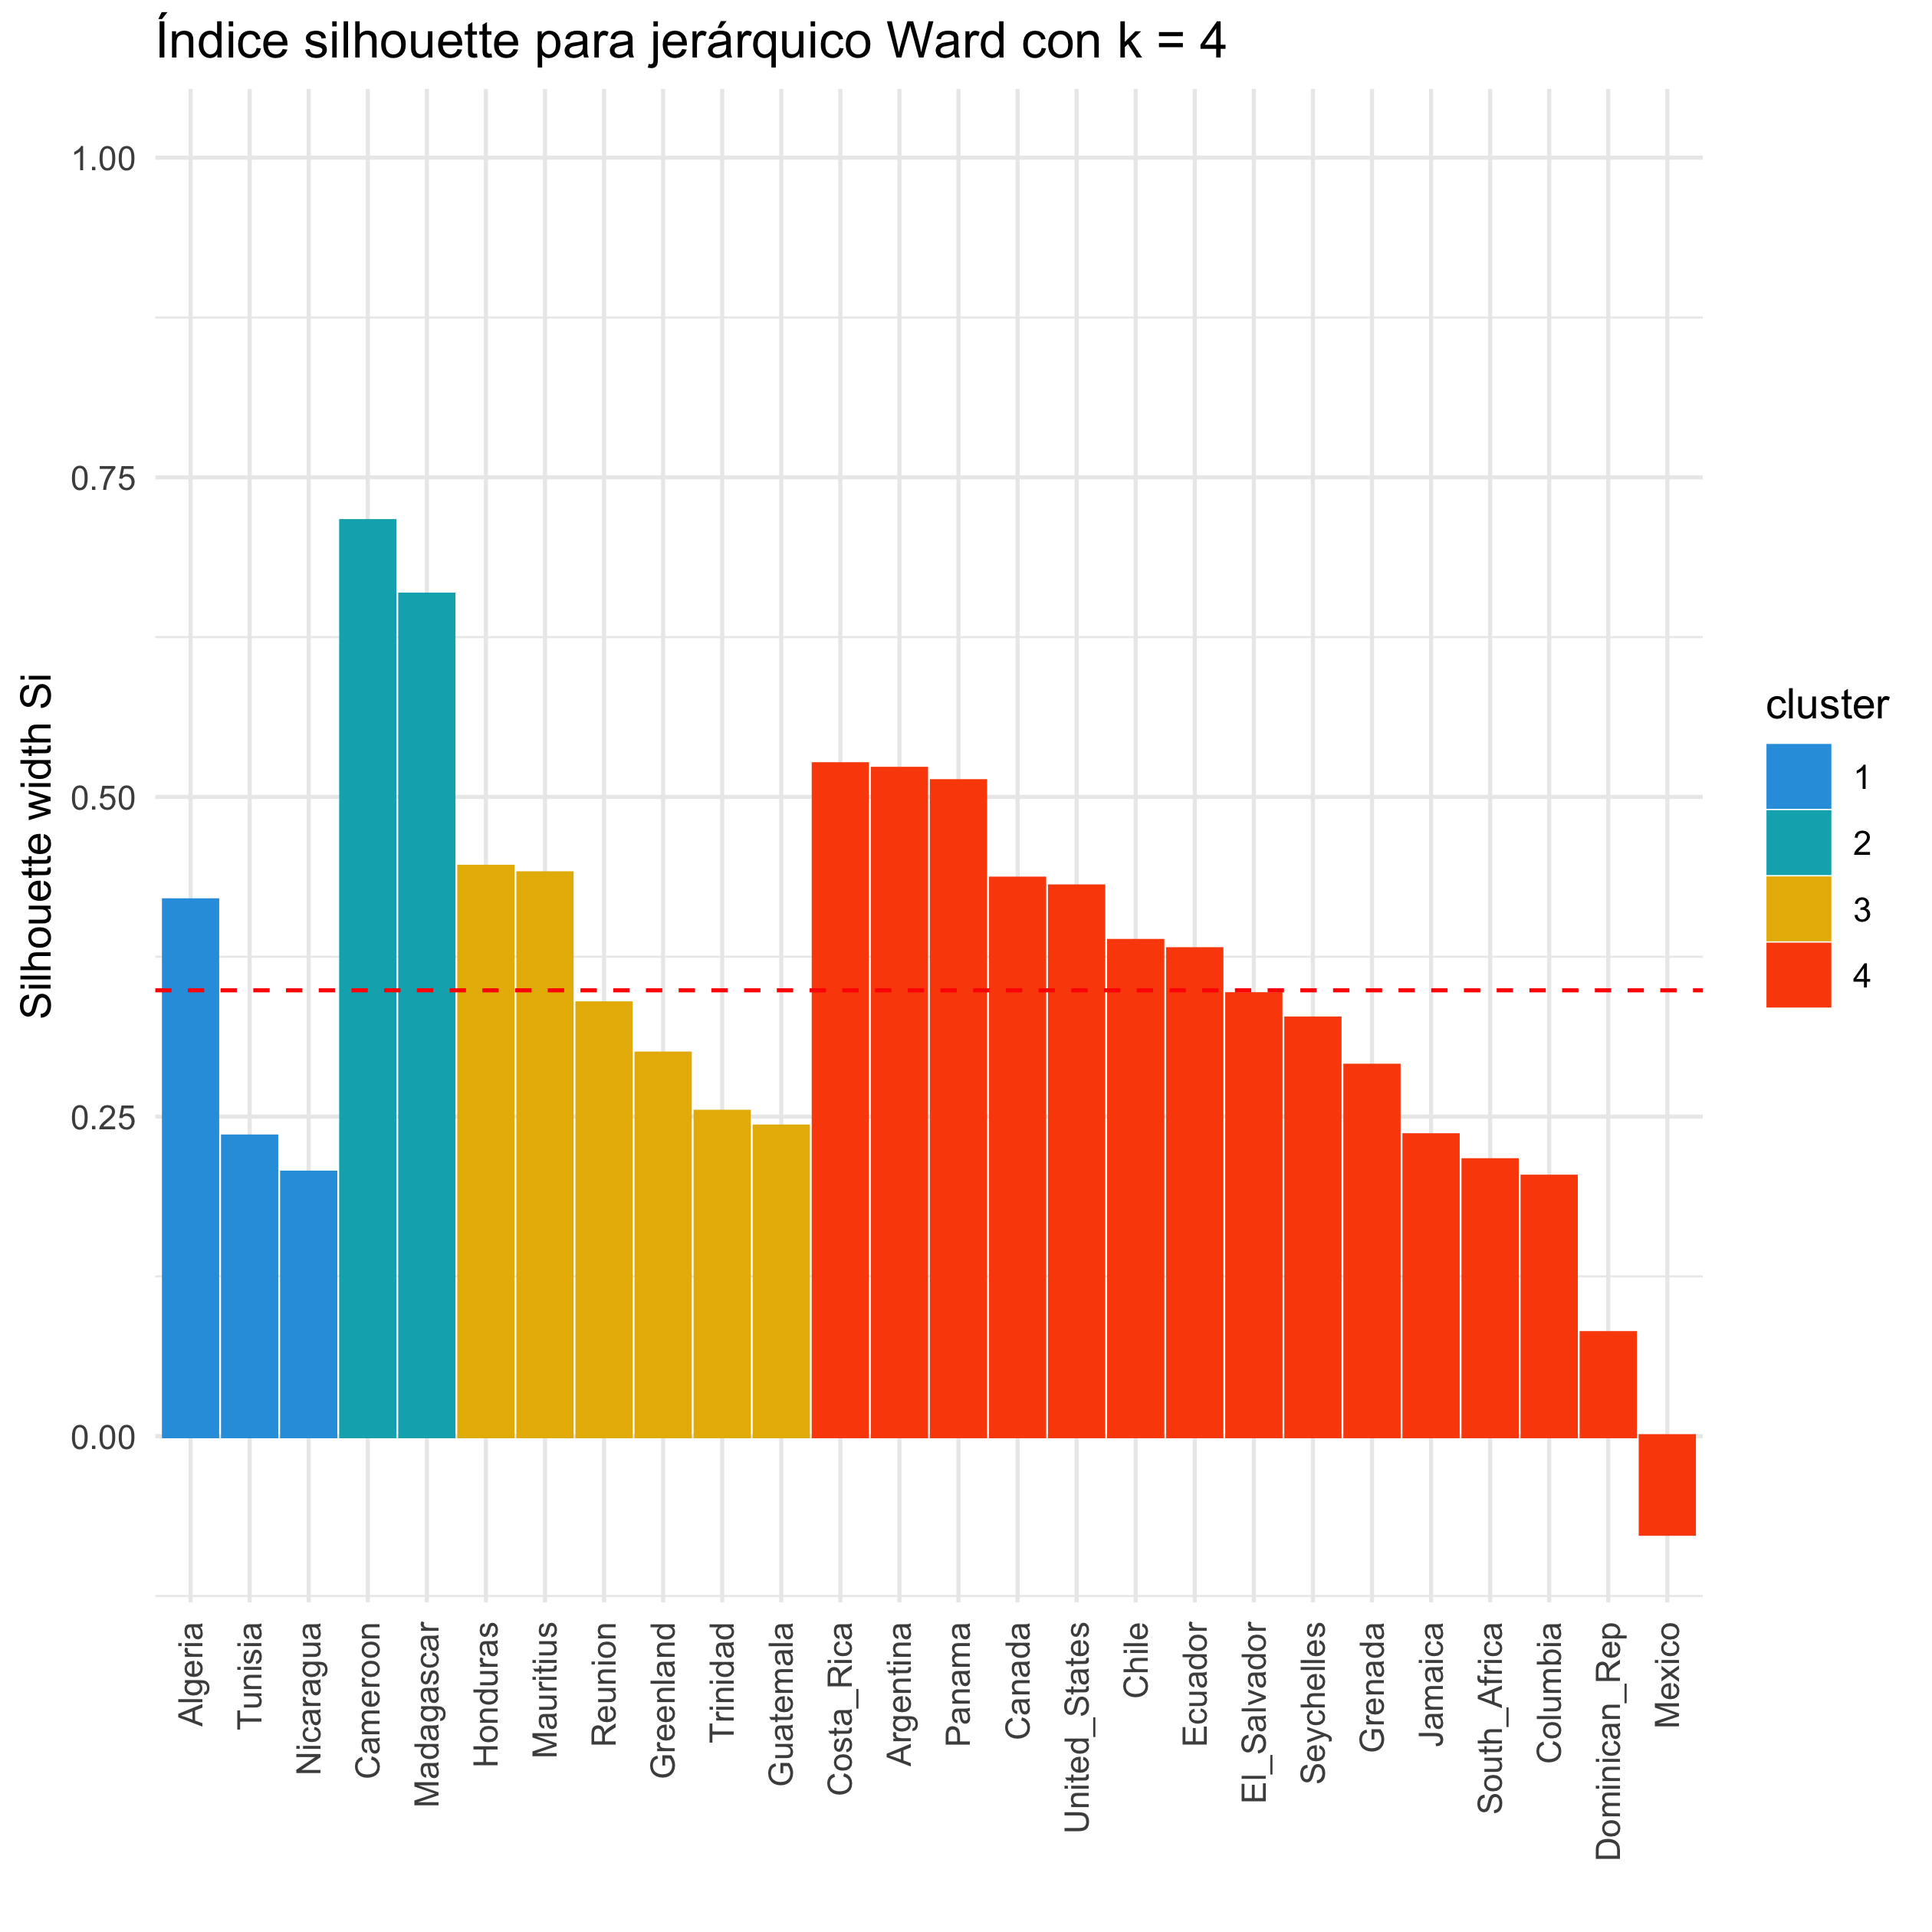 Índice silhouette para jerárquico Ward con k = 4
Silhouette width Si
1.00
0.75
0.50
0.25
0.00
Algeria
Tunisia
Nicaragua
Cameroon
Madagascar
Honduras
Mauritius
Reunion
Greenland
Trinidad
Guatemala
Costa_Rica
Argentina
Panama
Canada
United_States
Chile
Ecuador
El_Salvador
Seychelles
Grenada
Jamaica
South_Africa
Columbia
Dominican_Rep
Mexico
cluster
1
2
3
4